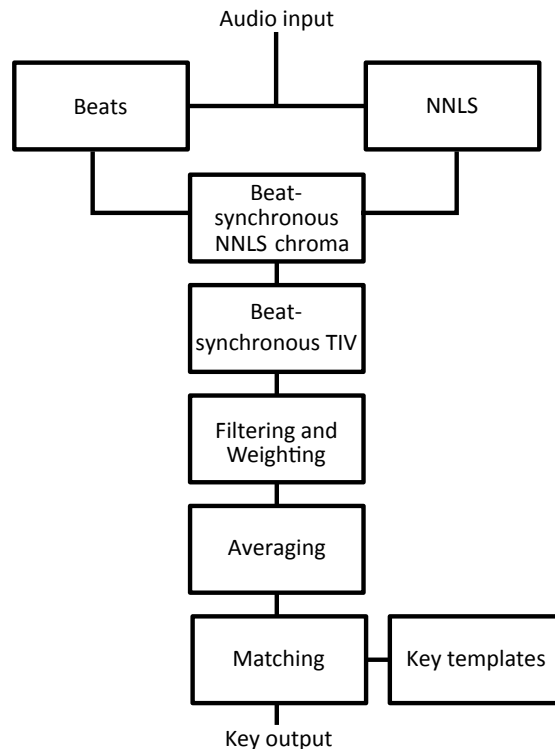 Audio input
Beats
NNLS
Beat-
synchronous
NNLS chroma
Beat-
synchronous TIV
Filtering and
Weighting
Averaging
Matching
Key templates
Key output